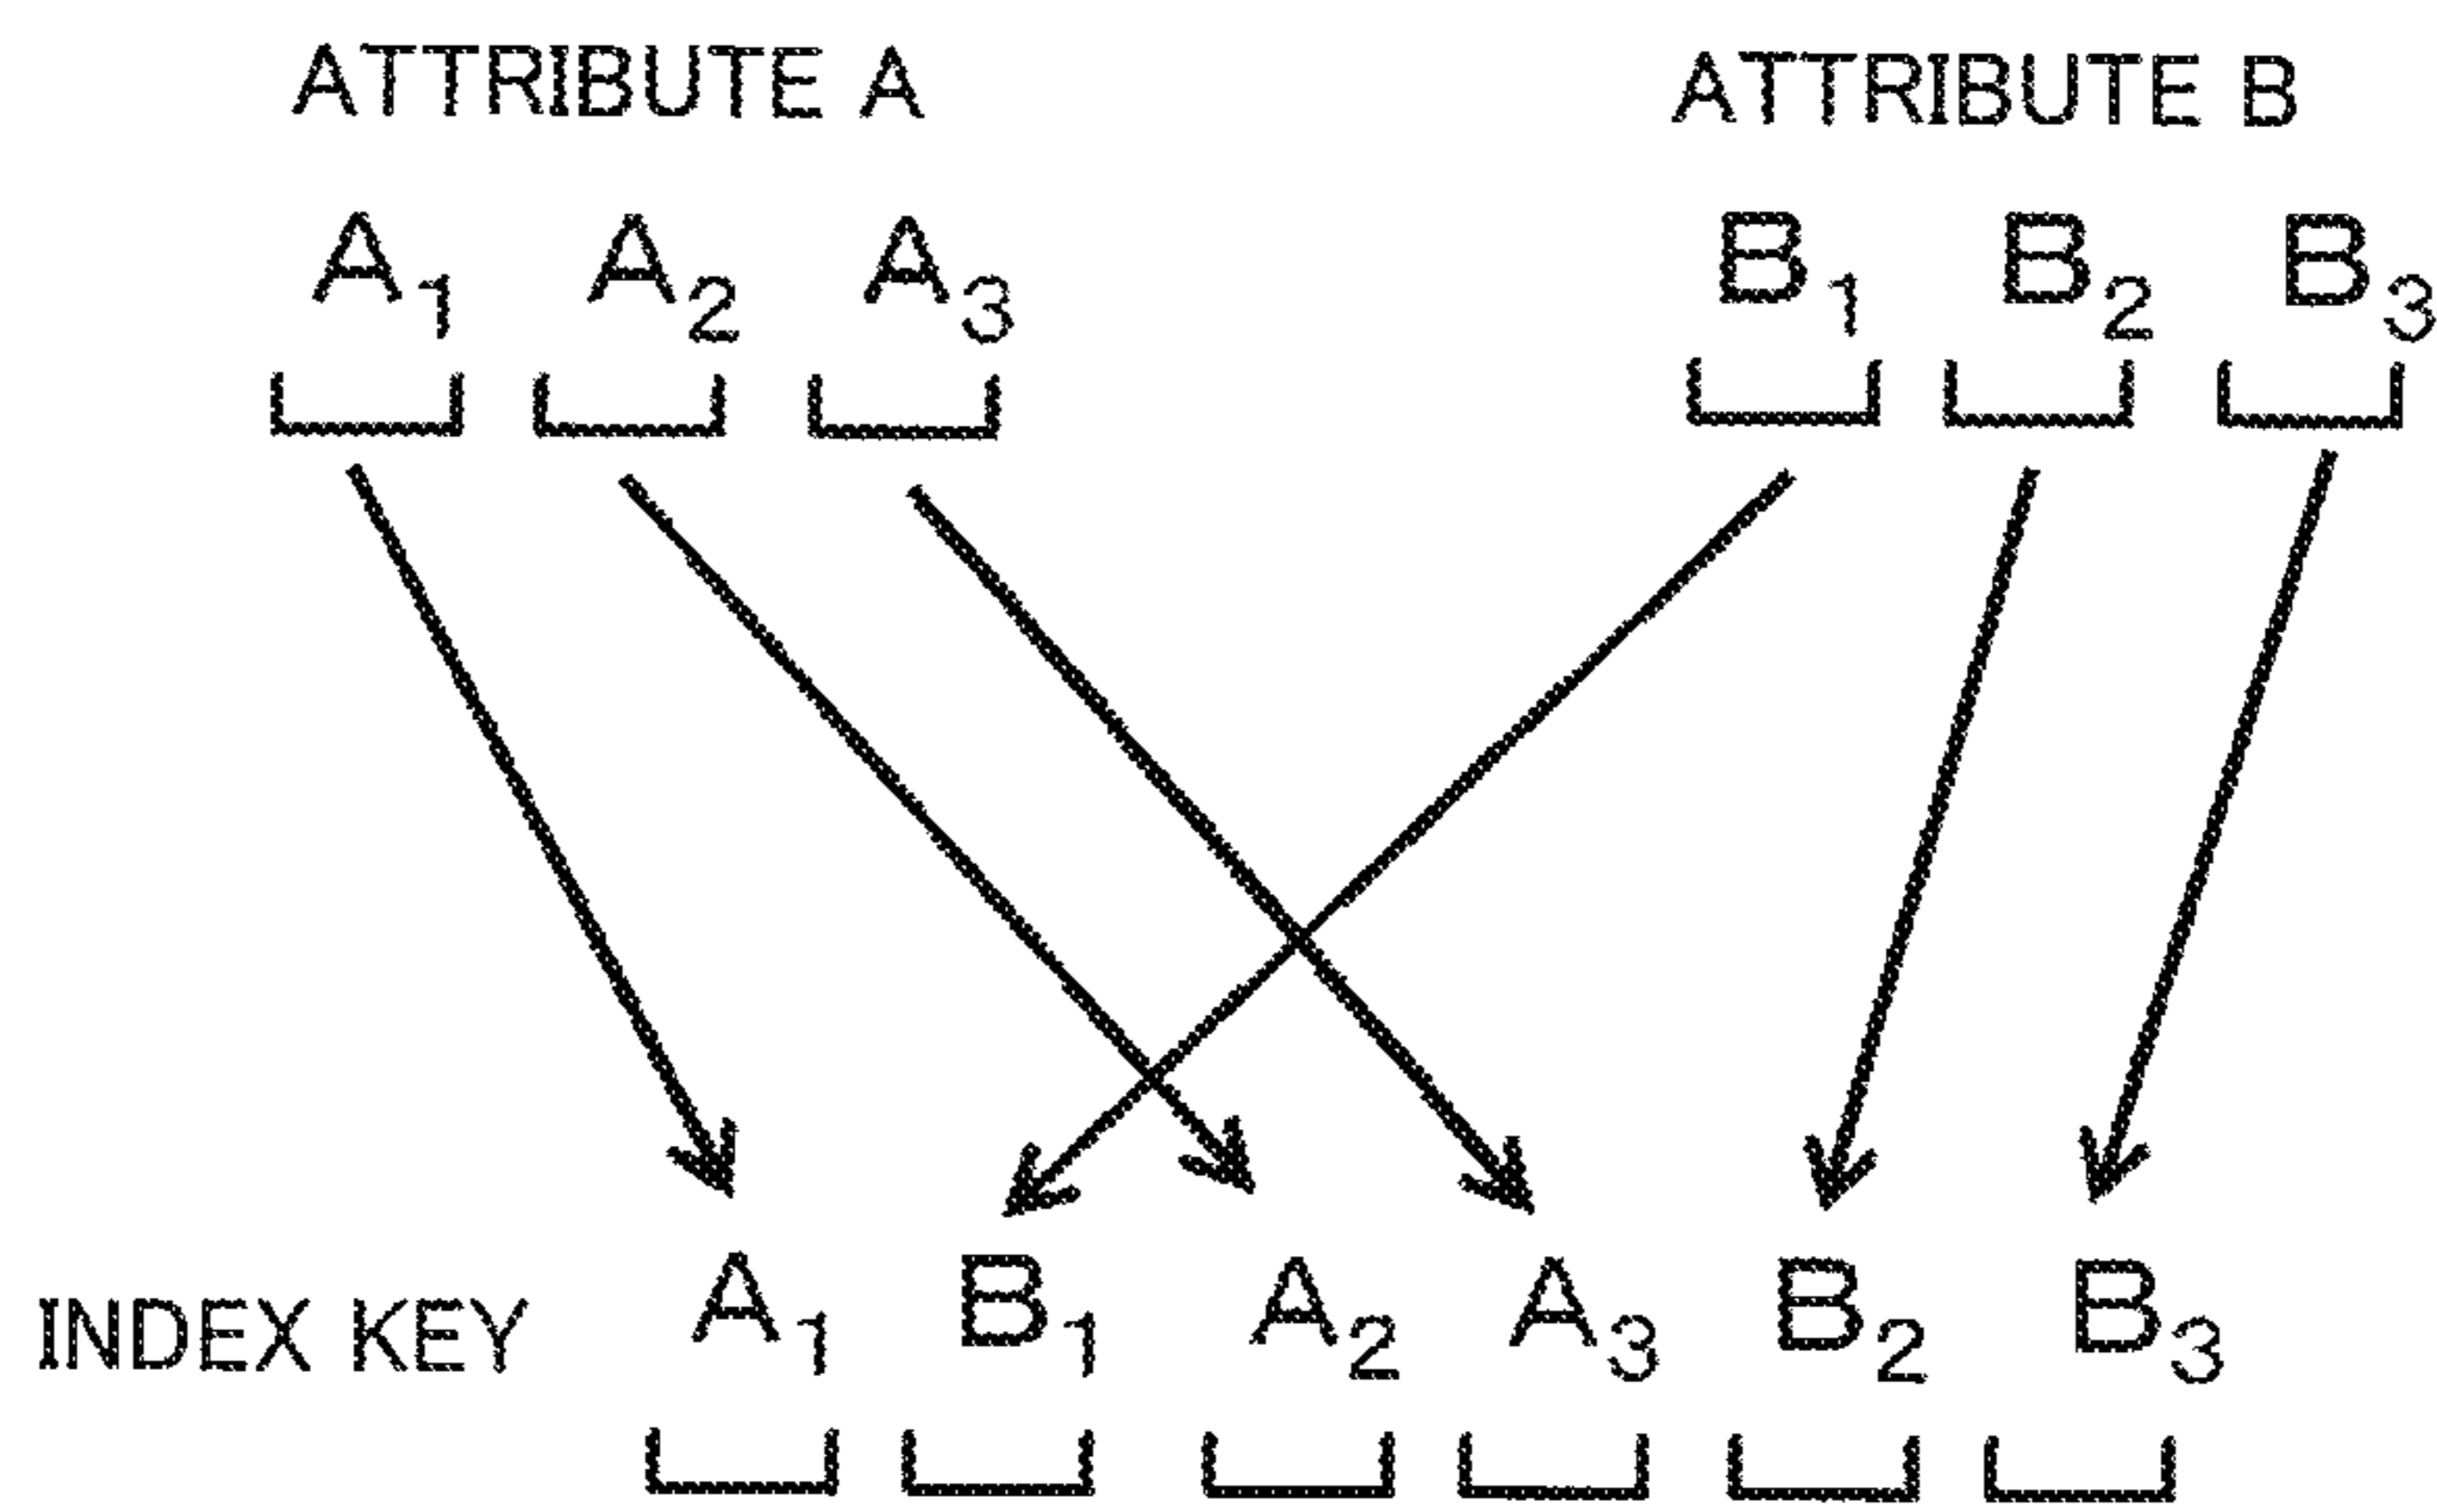 ATTRIBUTE A ATTRIBUTE B
A₁ A₂ A₃ B₁ B₂ B₃
INDEX KEY A₁ B₁ A₂ A₃ B₂ B₃